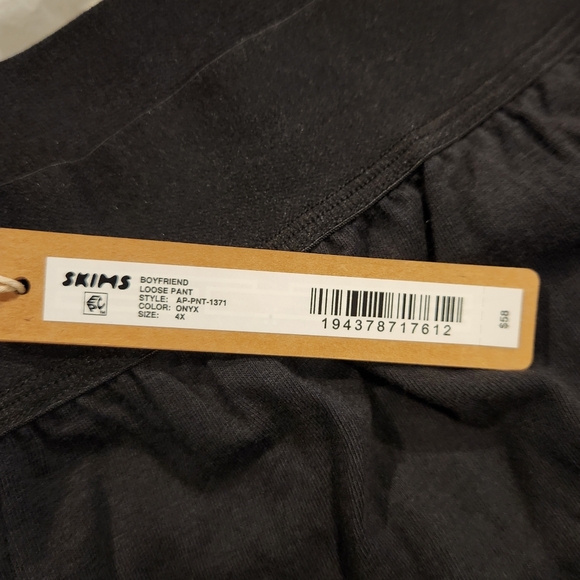 SKIMS
BOYFRIEND
LOOSE PANT
STYLE: AP-PNT-1371
COLOR: ONYX
SIZE: 4X
194378717612
$58